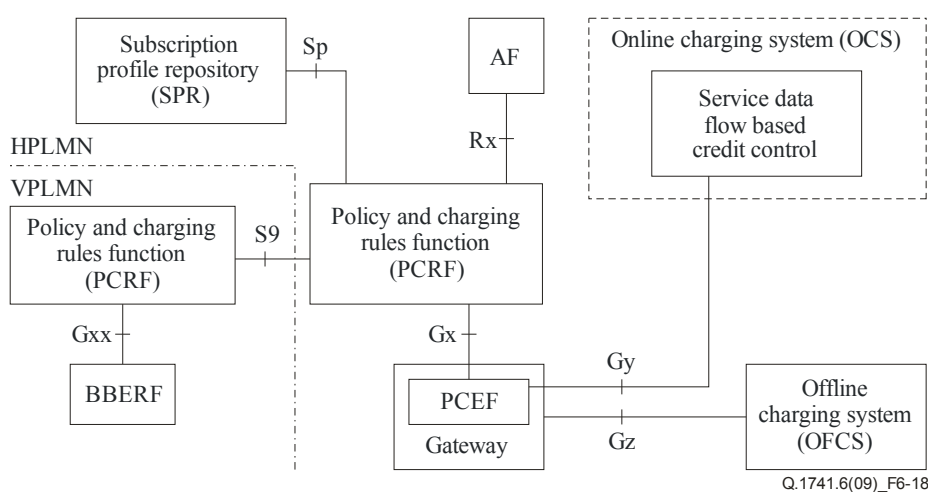 Subscription
profile repository
(SPR)
Sp
AF
Online charging system (OCS)
Service data
flow based
credit control
Rx
HPLMN
VPLMN
Policy and charging
rules function
(PCRF)
S9
Policy and charging
rules function
(PCRF)
Gxx
Gx
BBERF
PCEF
Gateway
Gy
Gz
Offline
charging system
(OFCS)
Q.1741.6(09)_F6-18